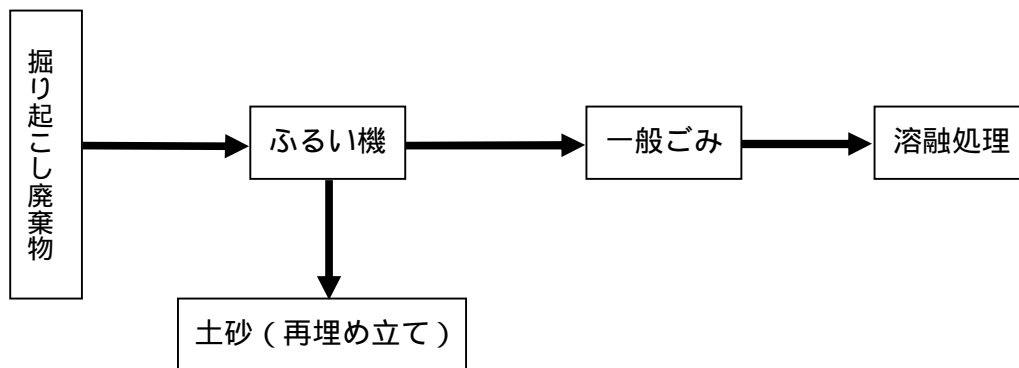 掘り起こし廃棄物
ふるい機
一般ごみ
溶融処理
土砂（再埋め立て）